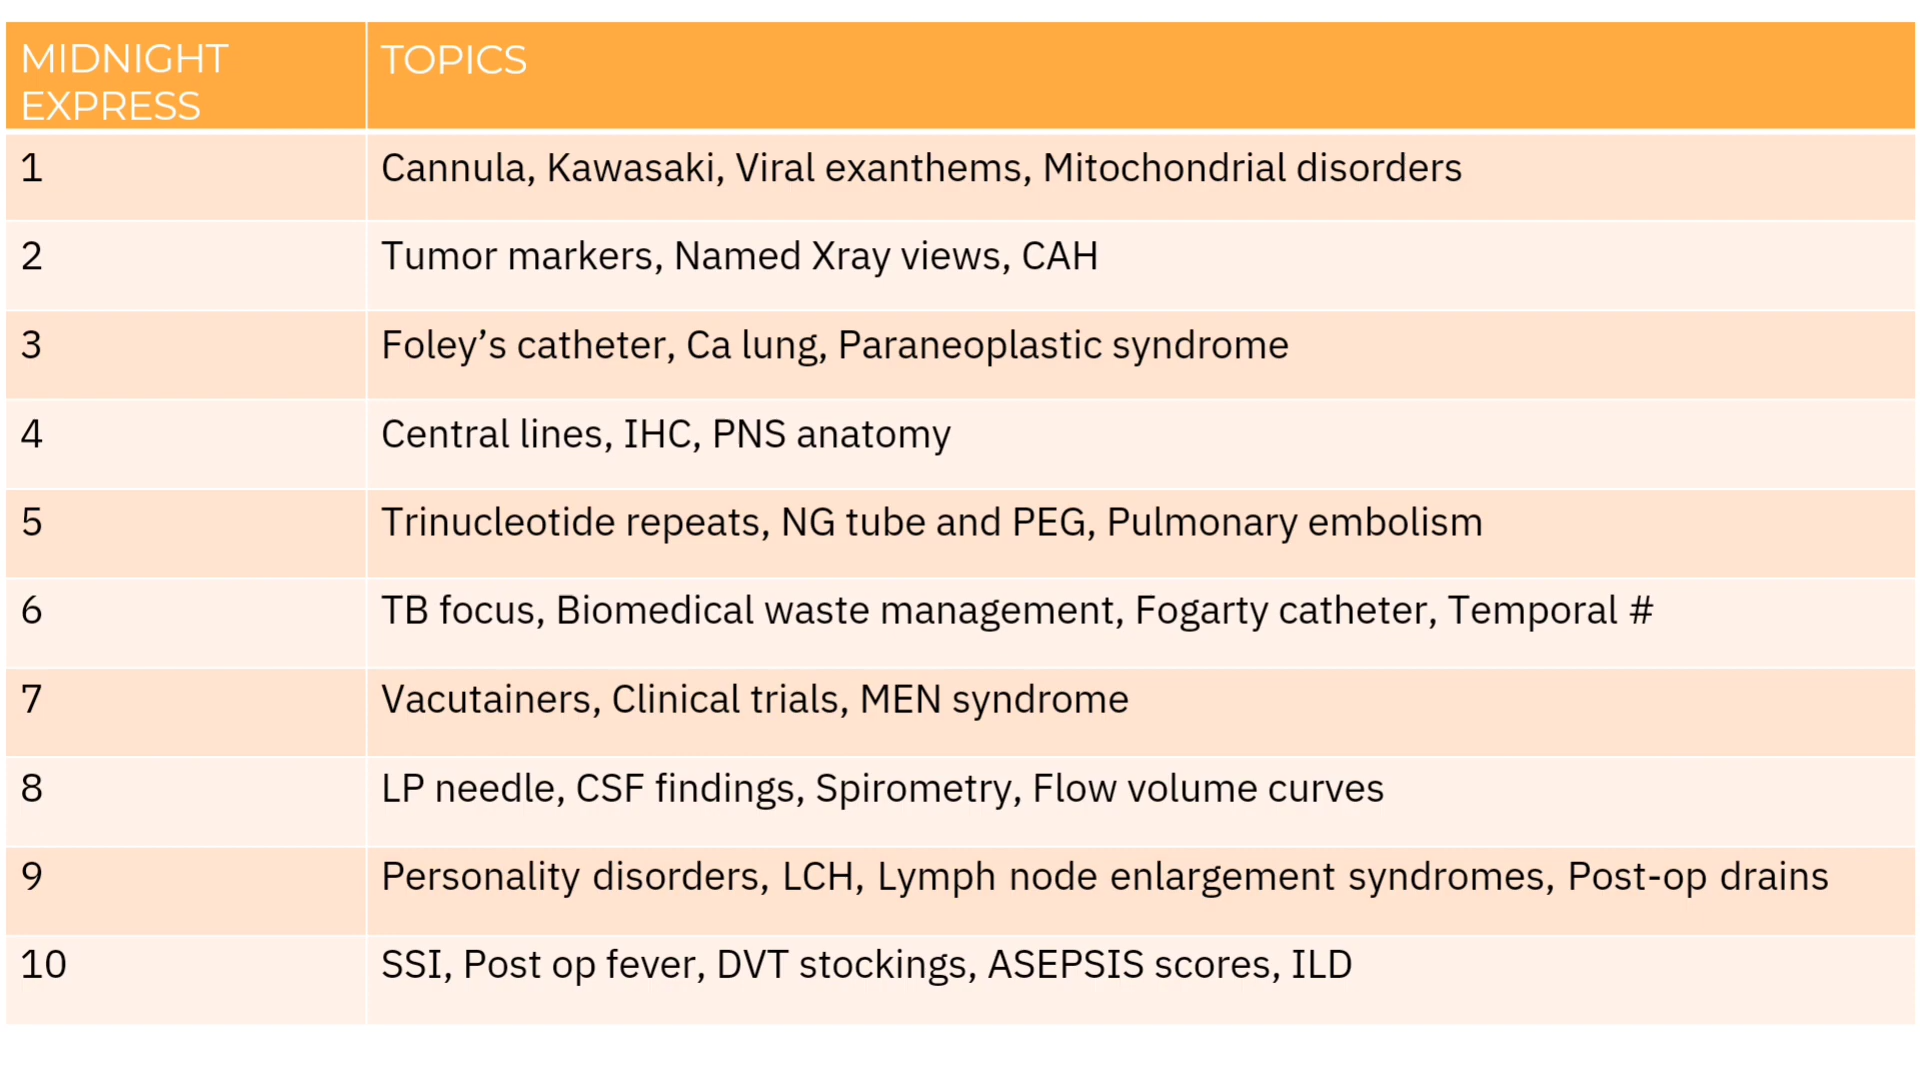 MIDNIGHT
EXPRESS
TOPICS
1
Cannula, Kawasaki, Viral exanthems, Mitochondrial disorders
2
Tumor markers, Named Xray views, CAH
3
Foley’s catheter, Ca lung, Paraneoplastic syndrome
4
Central lines, IHC, PNS anatomy
5
Trinucleotide repeats, NG tube and PEG, Pulmonary embolism
6
TB focus, Biomedical waste management, Fogarty catheter, Temporal #
7
Vacutainers, Clinical trials, MEN syndrome
8
LP needle, CSF findings, Spirometry, Flow volume curves
9
Personality disorders, LCH, Lymph node enlargement syndromes, Post-op drains
10
SSI, Post op fever, DVT stockings, ASEPSIS scores, ILD